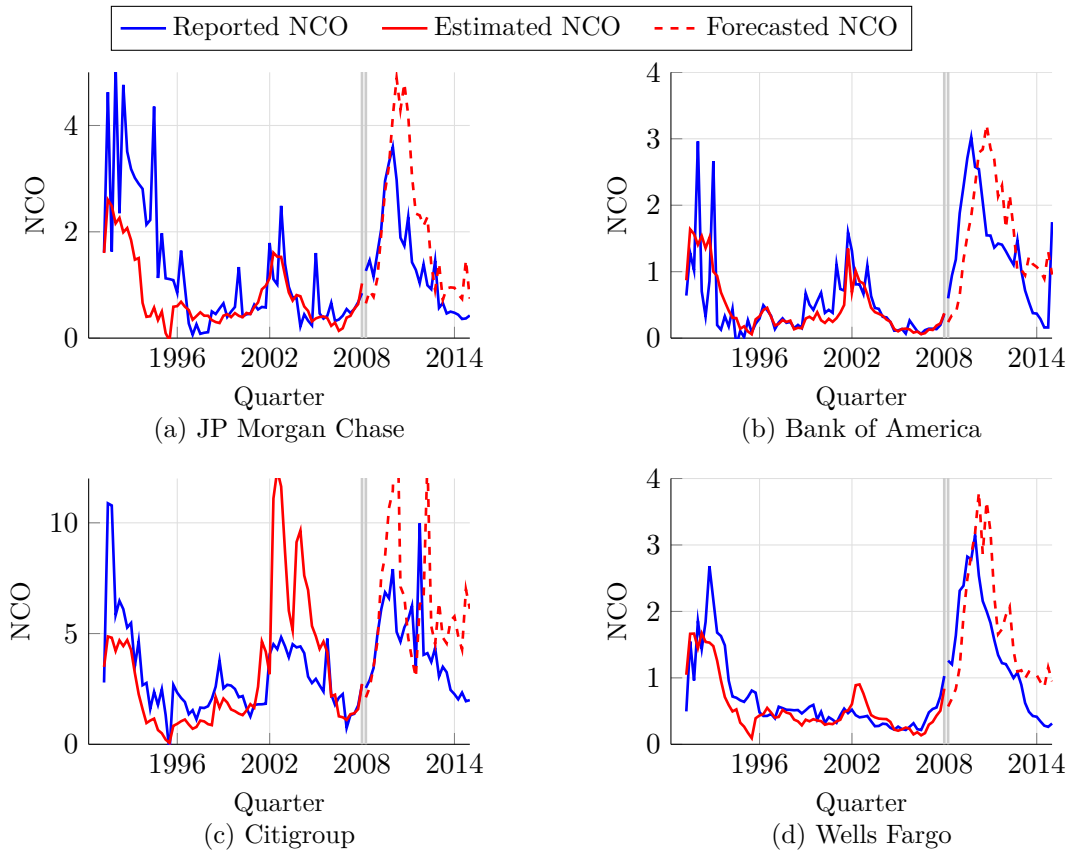 Reported NCO Estimated NCO Forecasted NCO
4
2
0
NCO
1996 2002 2008 2014
Quarter
(a) JP Morgan Chase
4
3
2
1
0
NCO
1996 2002 2008 2014
Quarter
(b) Bank of America
10
5
0
NCO
1996 2002 2008 2014
Quarter
(c) Citigroup
4
3
2
1
0
NCO
1996 2002 2008 2014
Quarter
(d) Wells Fargo